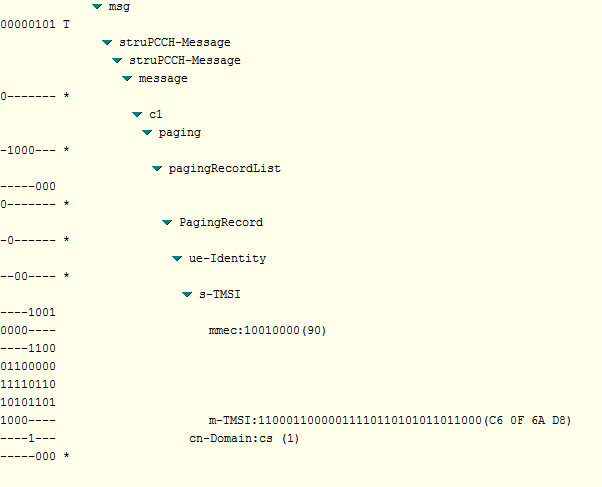 msg
00000101 T
struPCCH-Message
struPCCH-Message
message
0------- *
c1
paging
-1000--- *
pagingRecordList
-----000
0------- *
PagingRecord
-0------ *
ue-Identity
--00---- *
s-TMSI
----1001
0000---- mmec:10010000(90)
----1100
01100000
11110110
10101101
1000---- m-TMSI:11000110000011110110101011011000(C6 0F 6A D8)
----1--- cn-Domain:cs (1)
-----000 *